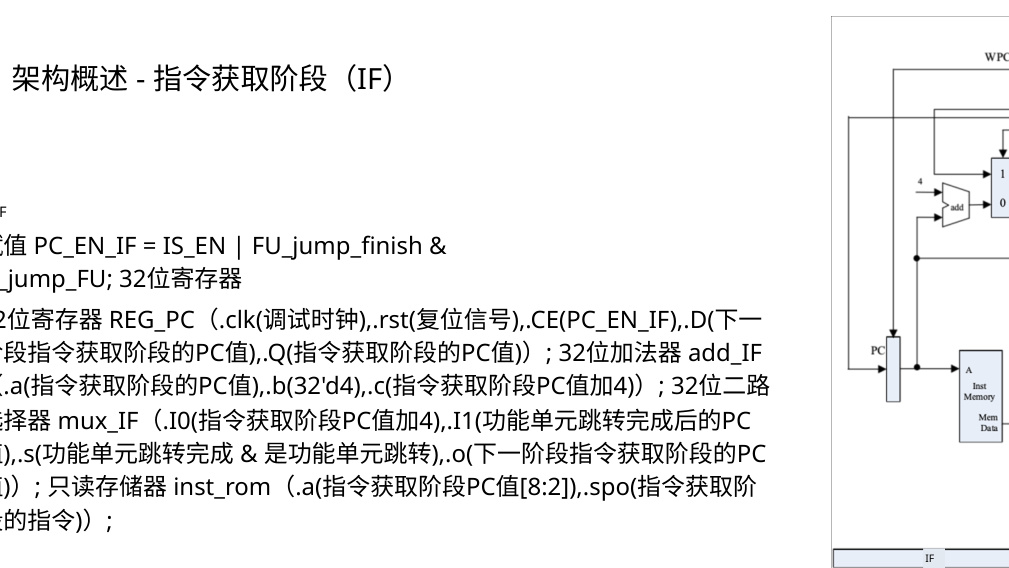 架构概述 - 指令获取阶段（IF）
值 PC_EN_IF = IS_EN | FU_jump_finish &
_jump_FU; 32位寄存器
2位寄存器 REG_PC（.clk(调试时钟),.rst(复位信号),.CE(PC_EN_IF),.D(下一
段指令获取阶段的PC值),.Q(指令获取阶段的PC值)）; 32位加法器 add_IF
（.a(指令获取阶段的PC值),.b(32'd4),.c(指令获取阶段PC值加4)）; 32位二路
择器 mux_IF（.I0(指令获取阶段PC值加4),.I1(功能单元跳转完成后的PC
),.s(功能单元跳转完成 & 是功能单元跳转),.o(下一阶段指令获取阶段的PC
)）; 只读存储器 inst_rom（.a(指令获取阶段PC值[8:2]),.spo(指令获取阶
的指令)）;
WPC
4
add
1
0
PC
A
Inst
Memory
Mem
Data
IF